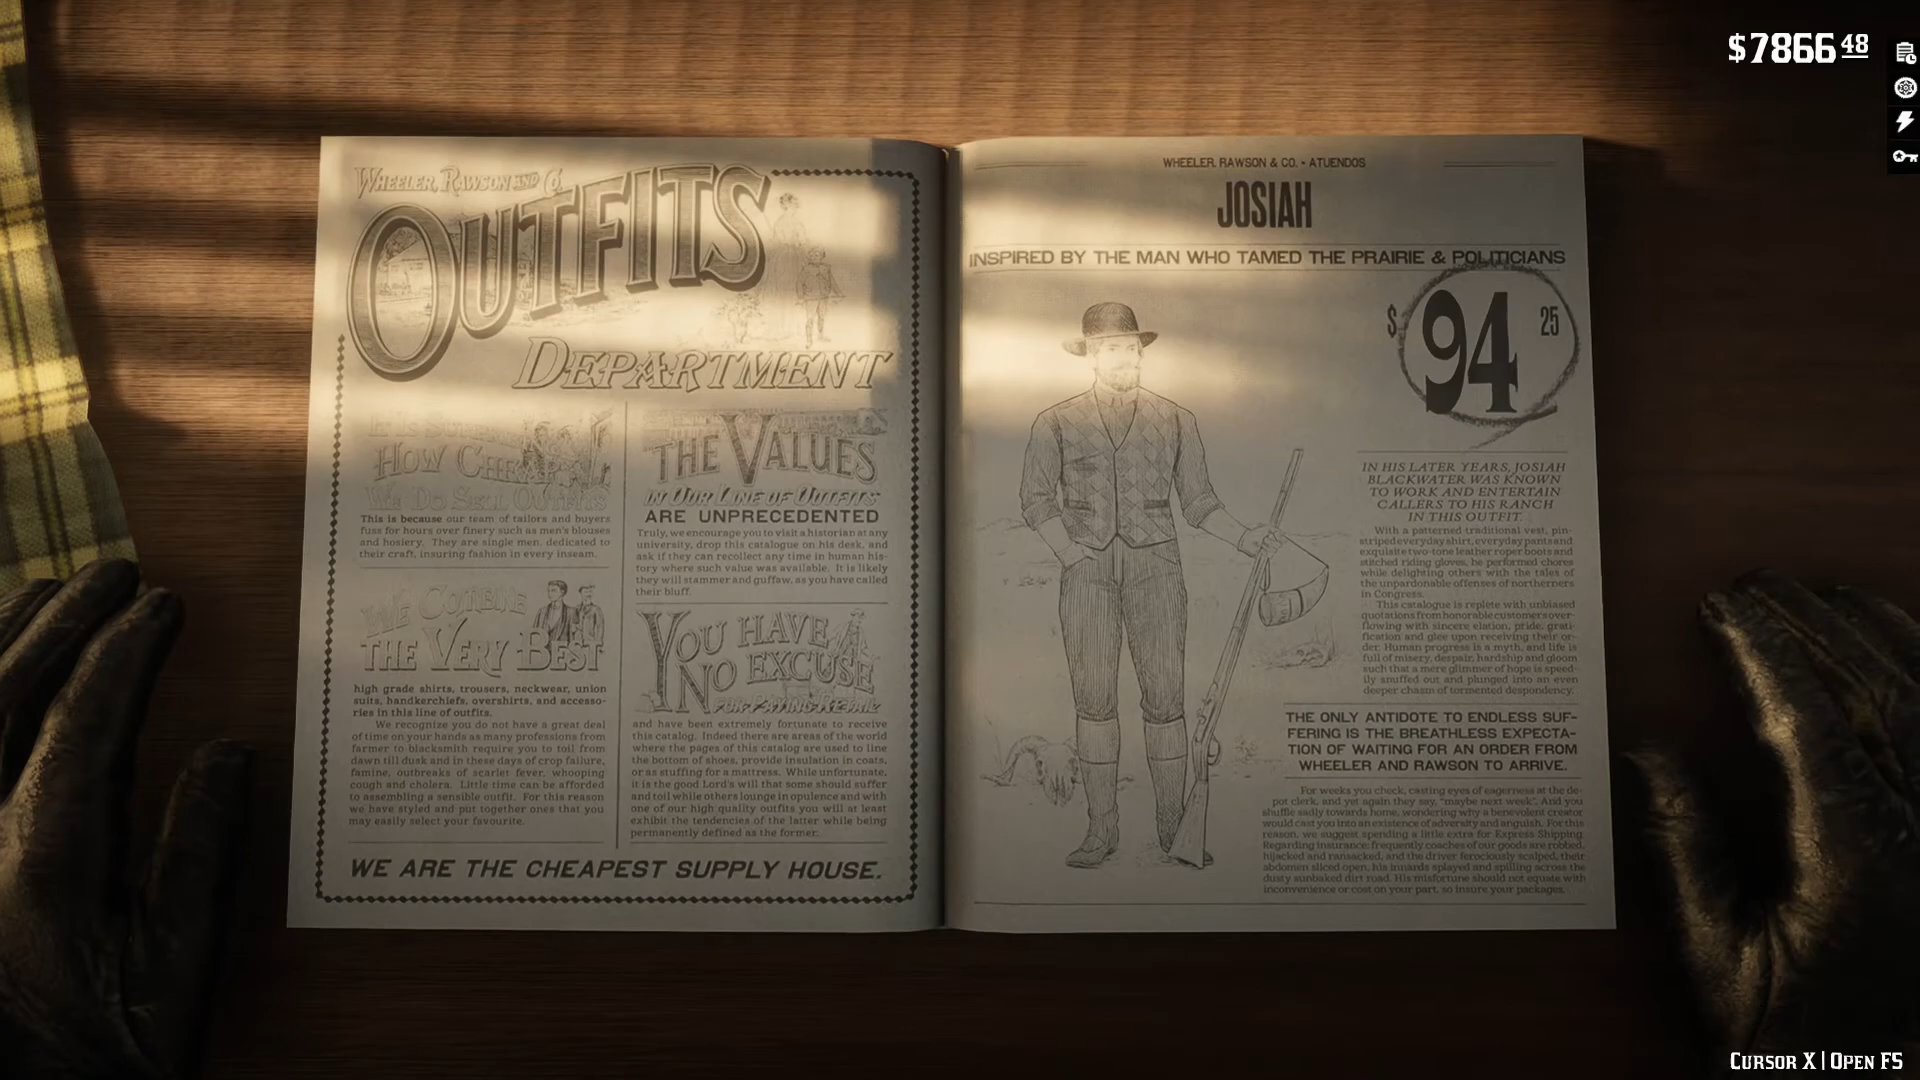 $7866 48
WHEELER, RAWSON AND CO.
OUTFITS
DEPARTMENT
HOW CHEAPLY
WE DO SELL OUTFITS
This is because our team of tailors and buyers
fuss for hours over finery such as men's blouses
and hosiery. They are single men, dedicated to
their craft, insuring fashion in every inseam.
WE COMBINE
THE VERY BEST
high grade shirts, trousers, neckwear, union
suits, handkerchiefs, overshirts, and accesso-
ries in this line of outfits.
We recognize you do not have a great deal
of time on your hands as many professions from
farmer to blacksmith require you to toil from
dawn till dusk and in these days of crop failure,
famine, outbreaks of scarlet fever, whooping
cough and cholera. Little time can be afforded
to assembling a sensible outfit. For this reason
we have styled and put together ones that you
may easily select your favourite.
THE VALUES
IN OUR LINE OF OUTFITS
ARE UNPRECEDENTED
Truly, we encourage you to visit a historian at any
university, drop this catalogue on his desk, and
ask if they can recollect any time in human his-
tory where such value was available. It is likely
they will stammer and guffaw, as you have called
their bluff.
YOU HAVE
NO EXCUSE
FOR PAYING RETAIL
and have been extremely fortunate to receive
this catalog. Indeed there are areas of the world
where the pages of this catalog are used to line
the bottom of shoes, provide insulation in coats,
or as stuffing for a mattress. While unfortunate,
it is the good Lord's will that some should suffer
and toil while others lounge in opulence and with
one of our high quality outfits you will at least
exhibit the tendencies of the latter while being
permanently defined as the former.
WE ARE THE CHEAPEST SUPPLY HOUSE.
WHEELER, RAWSON & CO. - ATUENDOS
JOSIAH
INSPIRED BY THE MAN WHO TAMED THE PRAIRIE & POLITICIANS
$ 94 25
IN HIS LATER YEARS, JOSIAH
BLACKWATER WAS KNOWN
TO WORK AND ENTERTAIN
CALLERS TO HIS RANCH
IN THIS OUTFIT.
With a patterned traditional vest, pin-
striped everyday shirt, everyday pants and
exquisite two-tone leather roper boots and
stitched riding gloves, he performed chores
while delighting others with the tales of
the unpardonable offenses of northerners
in Congress.
This catalogue is replete with unbiased
quotations from honorable customers over-
flowing with sincere elation, pride, grati-
fication and glee upon receiving their or-
der. Human progress is a myth, and life is
full of misery, despair, hardship and gloom
such that a mere glimmer of hope is speed-
ily snuffed out and plunged into an even
deeper chasm of tormented despondency.
THE ONLY ANTIDOTE TO ENDLESS SUF-
FERING IS THE BREATHLESS EXPECTA-
TION OF WAITING FOR AN ORDER FROM
WHEELER AND RAWSON TO ARRIVE.
For weeks you check, casting eyes of eagerness at the de-
pot clerk, and yet again they say, "maybe next week". And you
shuffle sadly towards home, wondering why a benevolent creator
would cast you into an existence of adversity and anguish. For this
reason, we suggest spending a little extra for Express Shipping.
Regarding insurance: frequently coaches of our goods are robbed,
hijacked and ransacked, and the driver ferociously scalped, their
abdomen sliced open, his innards splayed and spilling across the
dusty sunbaked dirt road. His misfortune should not equate with
inconvenience or cost on your part, so insure your packages.
CURSOR X | OPEN F5